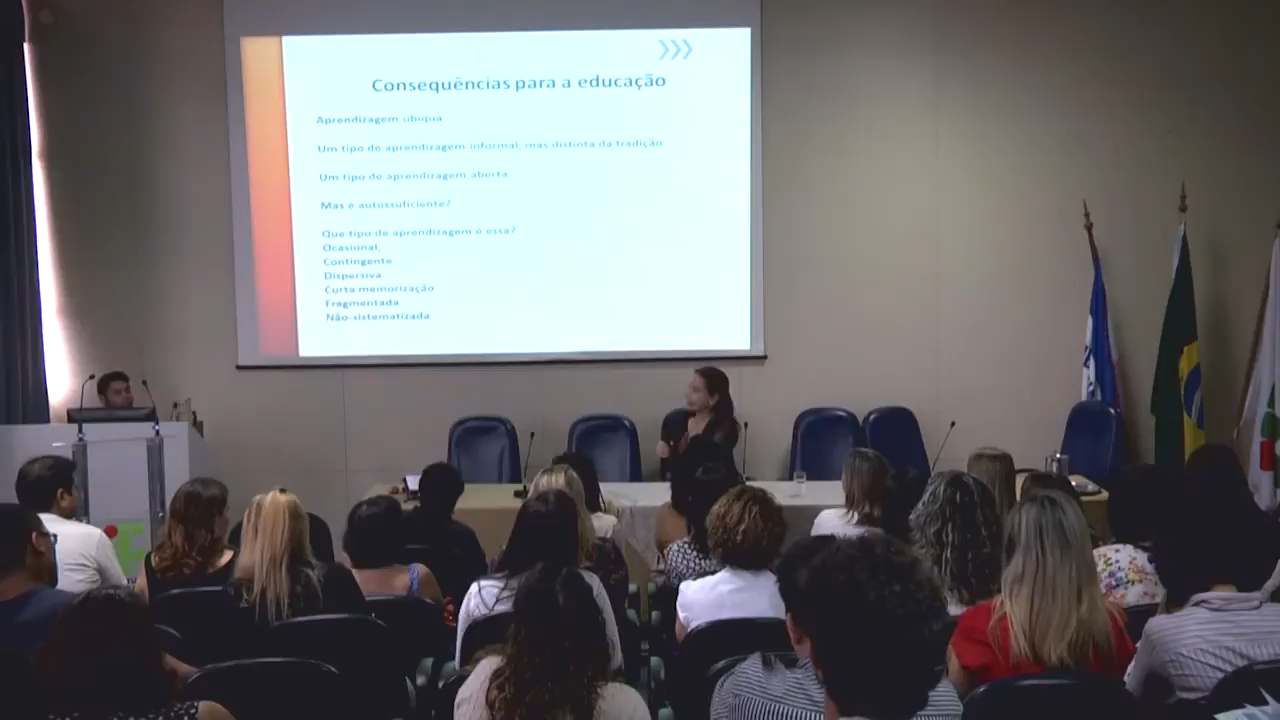 Consequências para a educação
Aprendizagem ubíqua
Um tipo de aprendizagem informal, mas distinta da tradição
Um tipo de aprendizagem aberta
Mas é autossuficiente?
Que tipo de aprendizagem é essa?
Ocasional,
Contingente
Dispersiva
Curta memorização
Fragmentada
Não-sistematizada